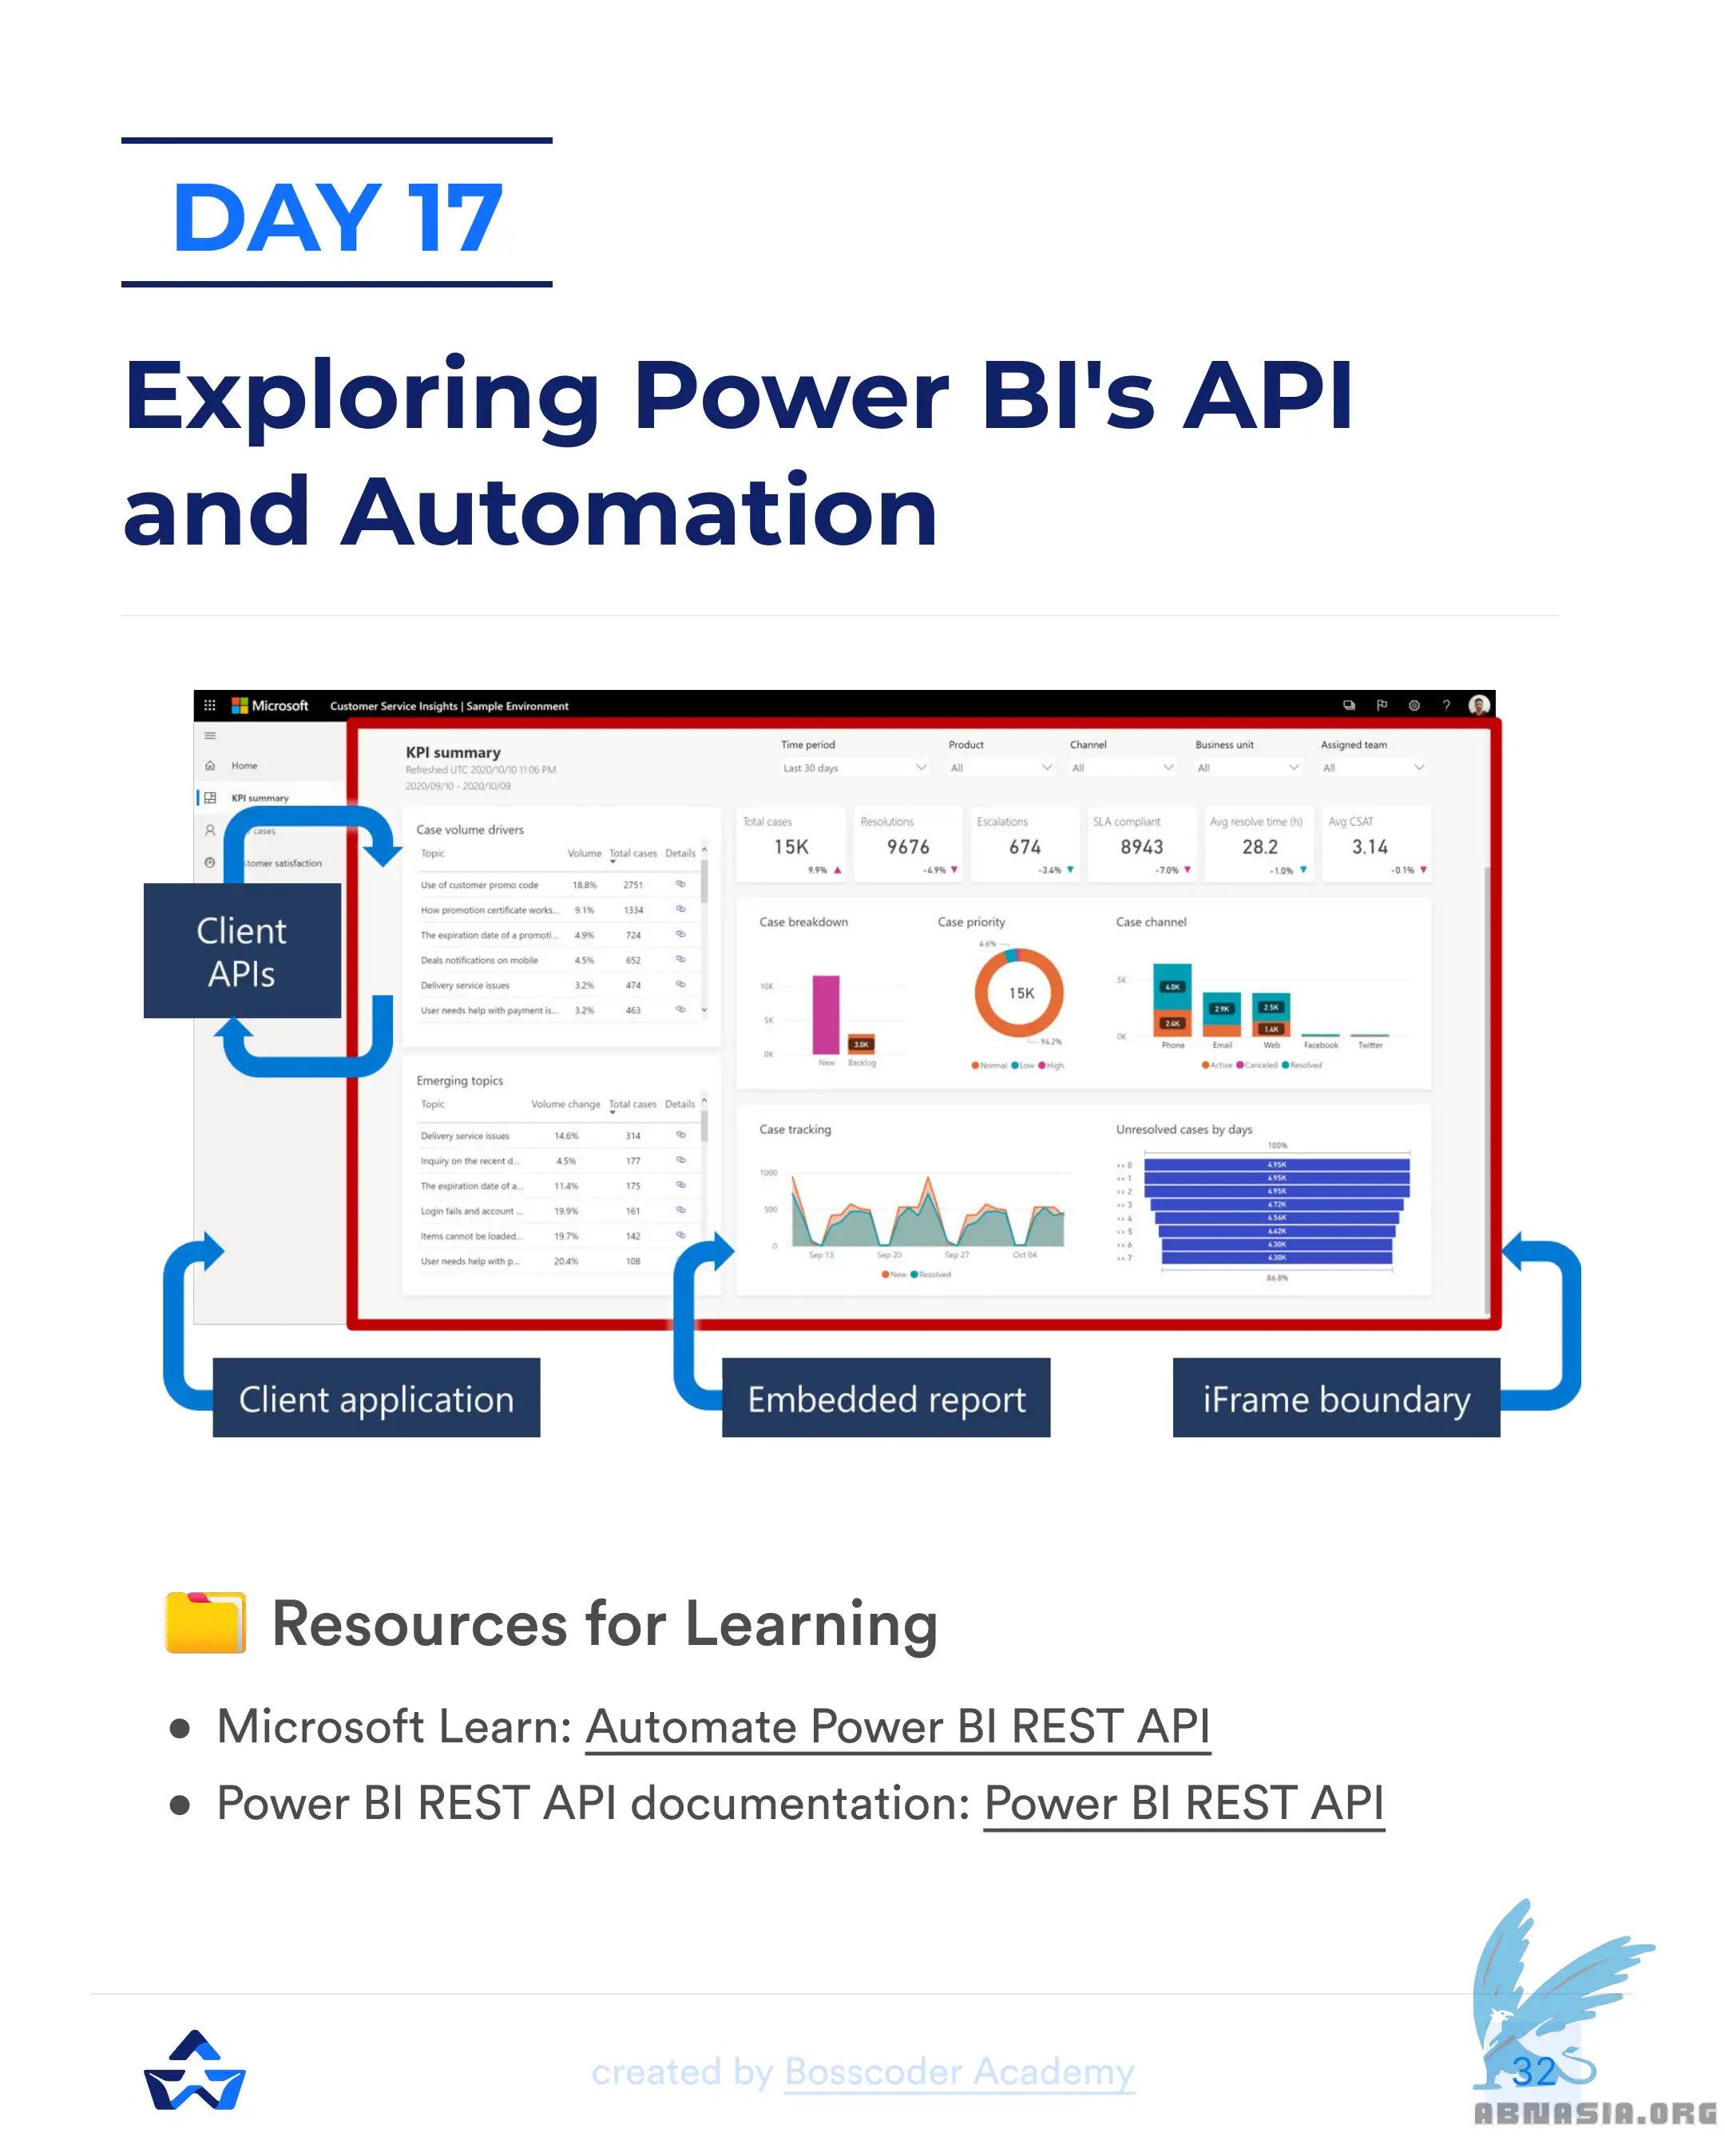 DAY 17
Exploring Power BI's API
and Automation
Microsoft
Customer Service Insights | Sample Environment
?
Home
KPI summary
cases
stomer satisfaction
Client
APIs
KPI summary
Refreshed UTC 2020/10/10 11:06 PM
2020/09/10 - 2020/10/09
Time period
Last 30 days
Product
All
Channel
All
Business unit
All
Assigned team
All
Case volume drivers
Topic Volume Total cases Details
Use of customer promo code 18.8% 2751
How promotion certificate works... 9.1% 1334
The expiration date of a promoti... 4.9% 724
Deals notifications on mobile 4.5% 652
Delivery service issues 3.2% 474
User needs help with payment is... 3.2% 463
Total cases
15K
9.9%
Resolutions
9676
-4.9%
Escalations
674
-3.4%
SLA compliant
8943
-7.0%
Avg resolve time (h)
28.2
-1.0%
Avg CSAT
3.14
-0.1%
Case breakdown
10K
5K
0K
3.0K
New Backlog
Case priority
4.6%
15K
94.2%
Normal Low High
Case channel
5K
0K
4.0K
2.4K
2.9K
2.5K
1.4K
Phone Email Web Facebook Twitter
Active Canceled Resolved
Emerging topics
Topic Volume change Total cases Details
Delivery service issues 14.6% 314
Inquiry on the recent d... 4.5% 177
The expiration date of a... 11.4% 175
Login fails and account ... 19.9% 161
Items cannot be loaded... 19.7% 142
User needs help with p... 20.4% 108
Case tracking
1000
500
0
Sep 13 Sep 20 Sep 27 Oct 04
New Resolved
Unresolved cases by days
100%
>= 0 4.95K
>= 1 4.95K
>= 2 4.95K
>= 3 4.72K
>= 4 4.56K
>= 5 4.42K
>= 6 4.30K
>= 7 4.30K
86.8%
Client application
Embedded report
iFrame boundary
Resources for Learning
● Microsoft Learn: Automate Power BI REST API
● Power BI REST API documentation: Power BI REST API
created by Bosscoder Academy
32
ABNASIA.ORG